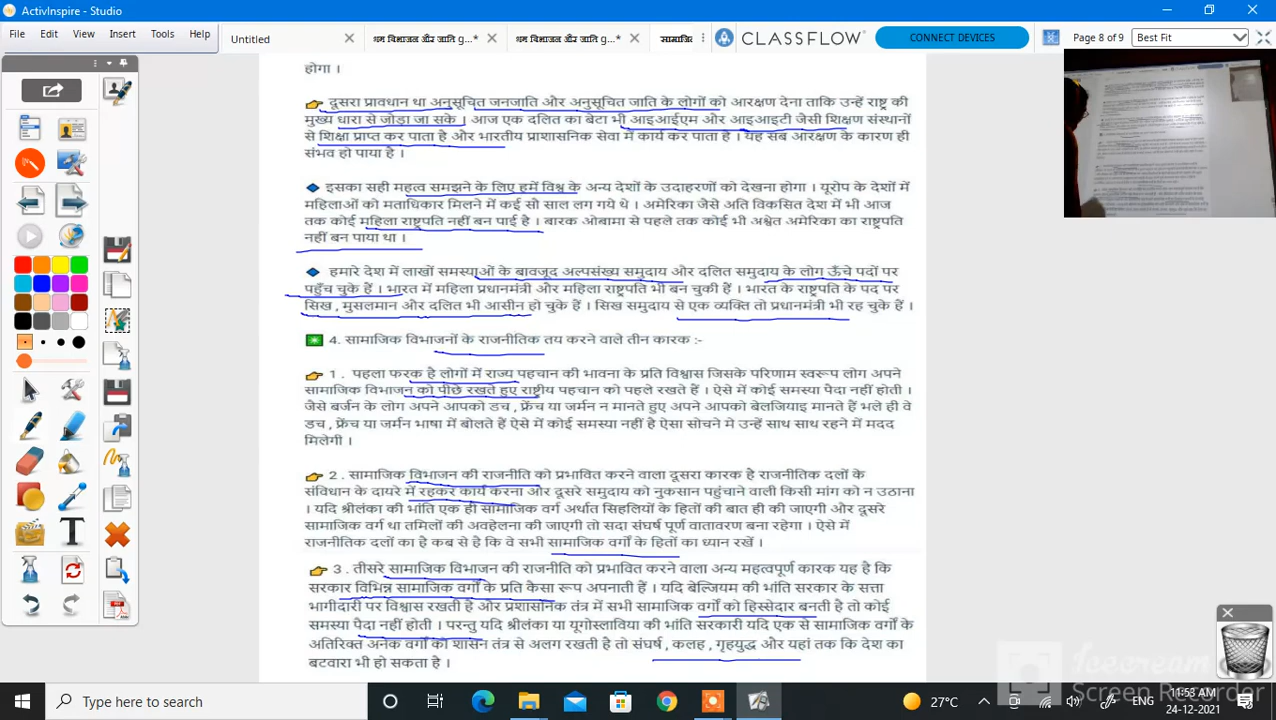 ActivInspire - Studio
File Edit View Insert Tools Help
Untitled
श्रम विभाजन और जाति g...*
श्रम विभाजन और जाति g...*
सामाजि
CLASSFLOW
CONNECT DEVICES
Page 8 of 9
Best Fit
होगा ।
दूसरा प्रावधान था अनुसूचित जनजाति और अनुसूचित जाति के लोगों को आरक्षण देना ताकि उन्हें राष्ट्र की
मुख्य धारा से जोड़ा जा सके । आज एक दलित का बेटा भी आइआईएम और आइआइटी जैसी शिक्षण संस्थानों
से शिक्षा प्राप्त कर पाता है और भारतीय प्राशासनिक सेवा में कार्य कर पाता है । यह सब आरक्षण के कारण ही
संभव हो पाया है ।
इसका सही महत्व समझने के लिए हमें विश्व के अन्य देशों के उदाहरणों को देखना होगा । यूरोप के देशों में
महिलाओं को मताधिकार मिलने में कई सौ साल लग गये थे । अमेरिका जैसे अति विकसित देश में भी आज
तक कोई महिला राष्ट्रपति नहीं बन पाई है । बारक ओबामा से पहले तक कोई भी अश्वेत अमेरिका का राष्ट्रपति
नहीं बन पाया था ।
हमारे देश में लाखों समस्याओं के बावजूद अल्पसंख्य समुदाय और दलित समुदाय के लोग ऊँचे पदों पर
पहुँच चुके हैं । भारत में महिला प्रधानमंत्री और महिला राष्ट्रपति भी बन चुकी हैं । भारत के राष्ट्रपति के पद पर
सिख , मुसलमान और दलित भी आसीन हो चुके हैं । सिख समुदाय से एक व्यक्ति तो प्रधानमंत्री भी रह चुके हैं ।
4. सामाजिक विभाजनों के राजनीतिक तय करने वाले तीन कारक :-
1 . पहला फरक है लोगों में राज्य पहचान की भावना के प्रति विश्वास जिसके परिणाम स्वरूप लोग अपने
सामाजिक विभाजन को पीछे रखते हुए राष्ट्रीय पहचान को पहले रखते हैं । ऐसे में कोई समस्या पैदा नहीं होती ।
जैसे बर्जन के लोग अपने आपको डच , फ्रेंच या जर्मन न मानते हुए अपने आपको बेलजियाइ मानते हैं भले ही वे
डच , फ्रेंच या जर्मन भाषा में बोलते हैं ऐसे में कोई समस्या नहीं है ऐसा सोचने मे उन्हें साथ साथ रहने में मदद
मिलेगी ।
2 . सामाजिक विभाजन की राजनीति को प्रभावित करने वाला दूसरा कारक है राजनीतिक दलों के
संविधान के दायरे में रहकर कार्य करना और दूसरे समुदाय को नुकसान पहुंचाने वाली किसी मांग को न उठाना
। यदि श्रीलंका की भांति एक ही सामाजिक वर्ग अर्थात सिहलियों के हितों की बात ही की जाएगी और दूसरे
सामाजिक वर्ग था तमिलों की अवहेलना की जाएगी तो सदा संघर्ष पूर्ण वातावरण बना रहेगा । ऐसे में
राजनीतिक दलों का है कब से है कि वे सभी सामाजिक वर्गों के हितों का ध्यान रखें ।
3 . तीसरे सामाजिक विभाजन की राजनीति को प्रभावित करने वाला अन्य महत्वपूर्ण कारक यह है कि
सरकार विभिन्न सामाजिक वर्गों के प्रति कैसा रूप अपनाती हैं । यदि बेल्जियम की भांति सरकार के सत्ता
भागीदारी पर विश्वास रखती है और प्रशासनिक तंत्र में सभी सामाजिक वर्गों को हिस्सेदार बनती है तो कोई
समस्या पैदा नहीं होती । परन्तु यदि श्रीलंका या यूगोस्लाविया की भांति सरकारी यदि एक से सामाजिक वर्गों के
अतिरिक्त अनेक वर्गों को शासन तंत्र से अलग रखती है तो संघर्ष , कलह , गृहयुद्ध और यहां तक कि देश का
बटवारा भी हो सकता है ।
Icecream
Screen Recorder
Type here to search
27°C
ENG
11:53 AM
24-12-2021